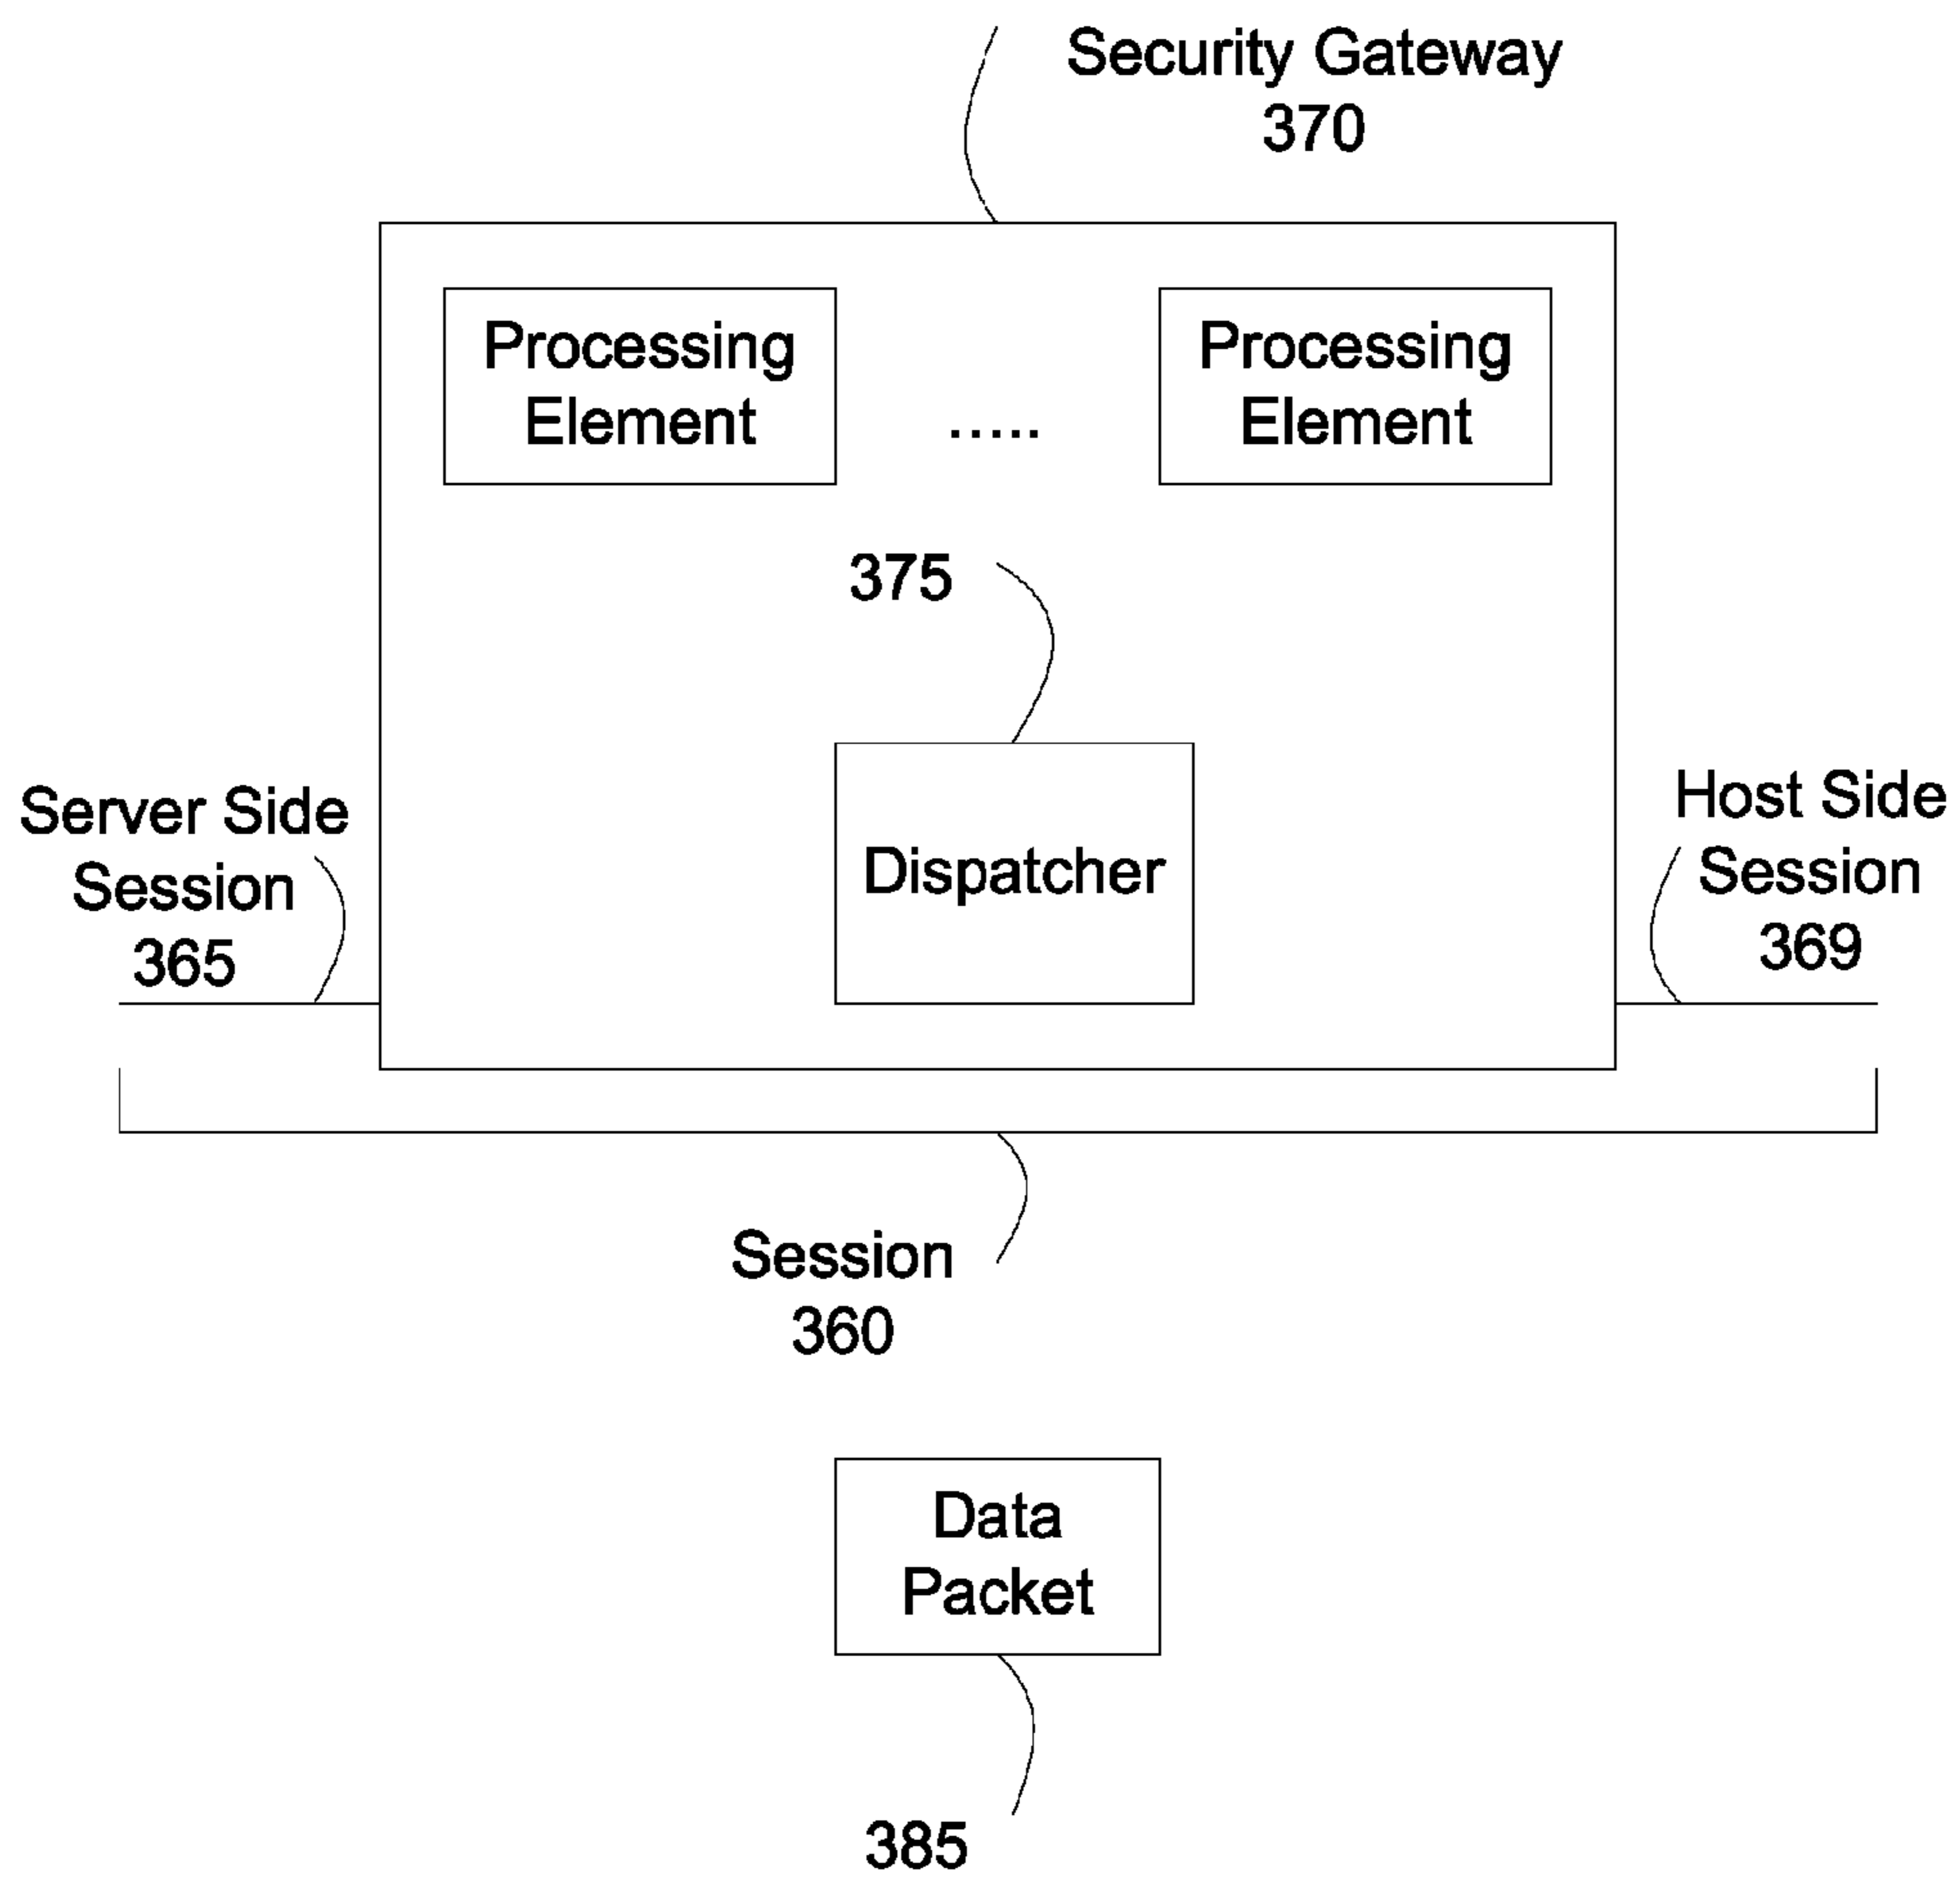 Security Gateway
370
Processing
Element
.....
Processing
Element
375
Server Side
Session
365
Dispatcher
Host Side
Session
369
Session
360
Data
Packet
385